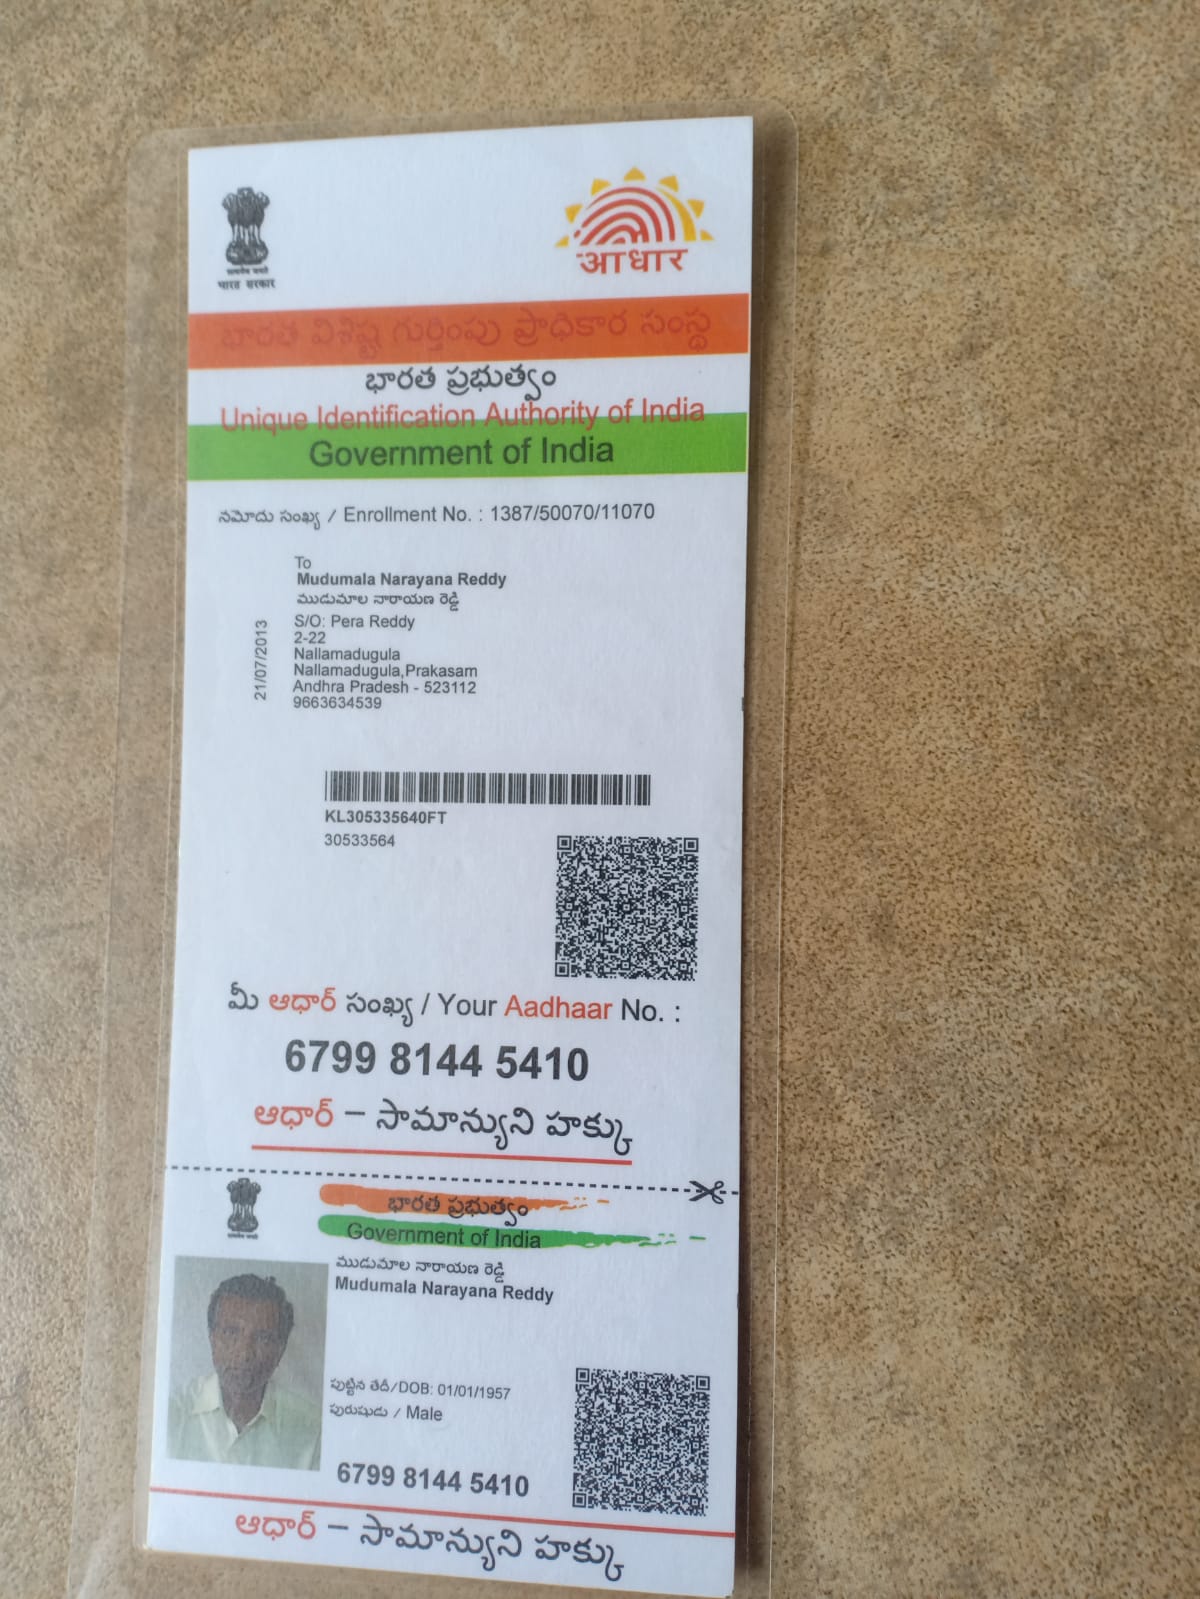 आधार
भारत सरकार
భారత విశిష్ట గుర్తింపు ప్రాధికార సంస్థ
భారత ప్రభుత్వం
Unique Identification Authority of India
Government of India
నమోదు సంఖ్య / Enrollment No. : 1387/50070/11070
To
Mudumala Narayana Reddy
ముదుమాల నారాయణ రెడ్డి
S/O: Pera Reddy
2-22
Nallamadugula
Nallamadugula,Prakasam
Andhra Pradesh - 523112
9663634539
21/07/2013
KL305335640FT
30533564
మీ ఆధార్ సంఖ్య / Your Aadhaar No. :
6799 8144 5410
ఆధార్ – సామాన్యుని హక్కు
భారత ప్రభుత్వం
Government of India
ముదుమాల నారాయణ రెడ్డి
Mudumala Narayana Reddy
పుట్టిన తేదీ/DOB: 01/01/1957
పురుషుడు / Male
6799 8144 5410
ఆధార్ – సామాన్యుని హక్కు